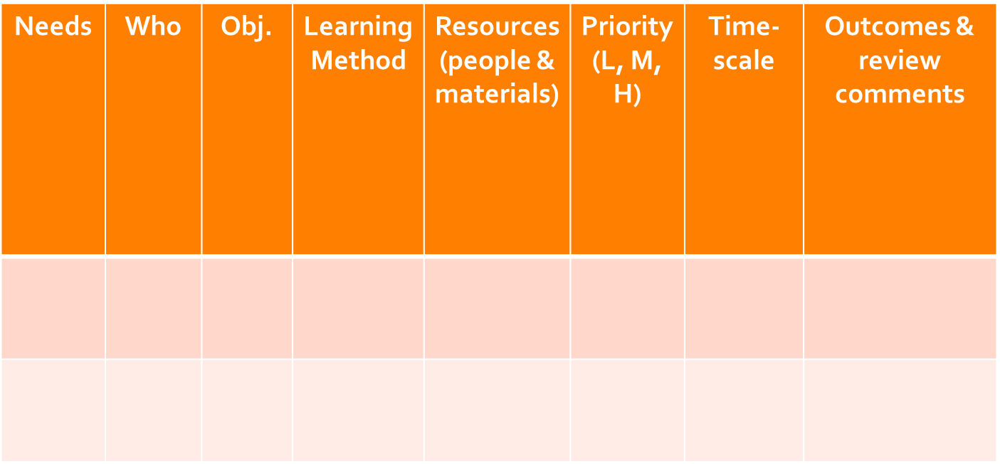 Needs
Who
Obj.
Learning
Method
Resources
(people &
materials)
Priority
(L, M,
H)
Time-
scale
Outcomes &
review
comments